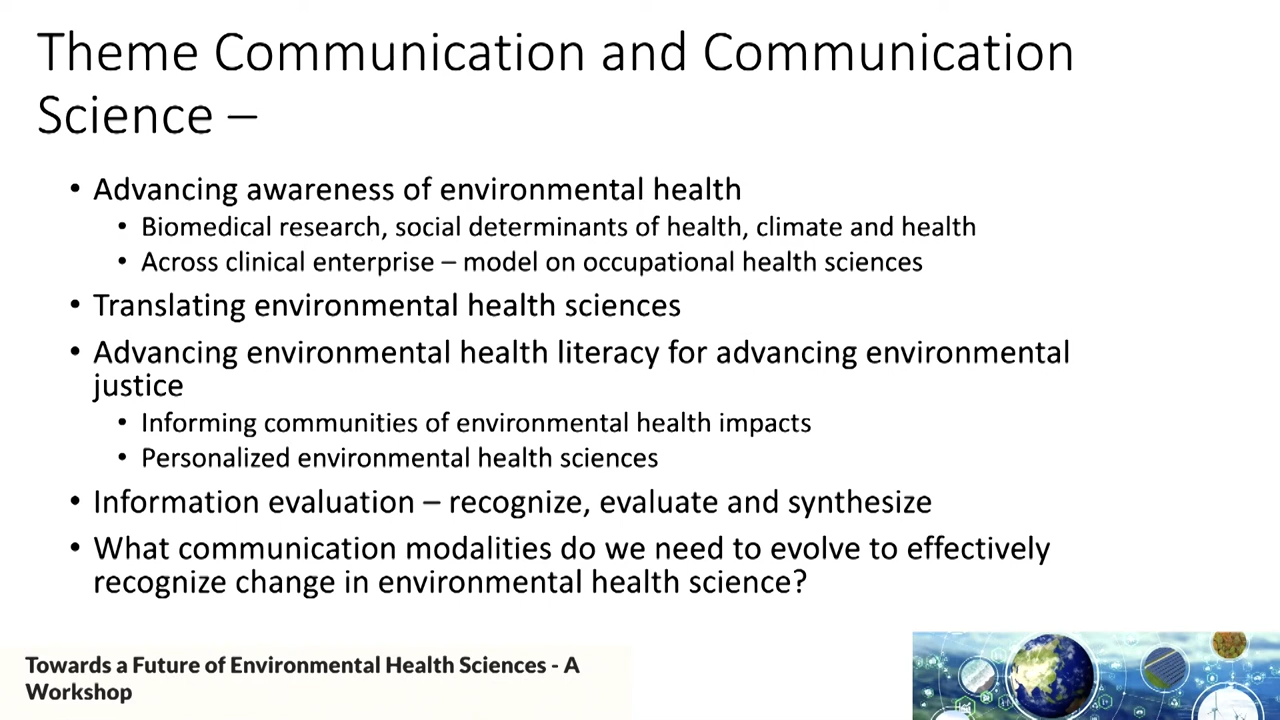 Theme Communication and Communication
Science –
• Advancing awareness of environmental health
• Biomedical research, social determinants of health, climate and health
• Across clinical enterprise – model on occupational health sciences
• Translating environmental health sciences
• Advancing environmental health literacy for advancing environmental
justice
• Informing communities of environmental health impacts
• Personalized environmental health sciences
• Information evaluation – recognize, evaluate and synthesize
• What communication modalities do we need to evolve to effectively
recognize change in environmental health science?
Towards a Future of Environmental Health Sciences - A
Workshop